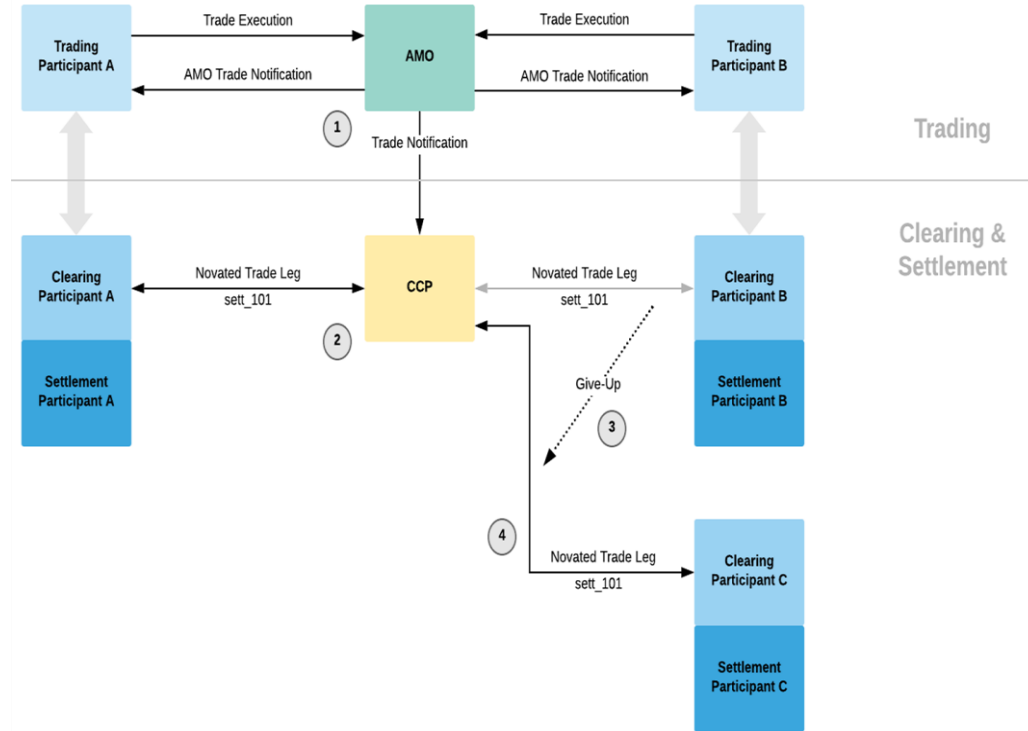 Trade Execution
Trade Execution
Trading
Participant A
AMO
Trading
Participant B
AMO Trade Notification
AMO Trade Notification
1
Trade Notification
Trading
Clearing &
Settlement
Clearing
Participant A
Novated Trade Leg
sett_101
CCP
Novated Trade Leg
sett_101
Clearing
Participant B
2
Settlement
Participant A
Give-Up
Settlement
Participant B
3
4
Novated Trade Leg
sett_101
Clearing
Participant C
Settlement
Participant C